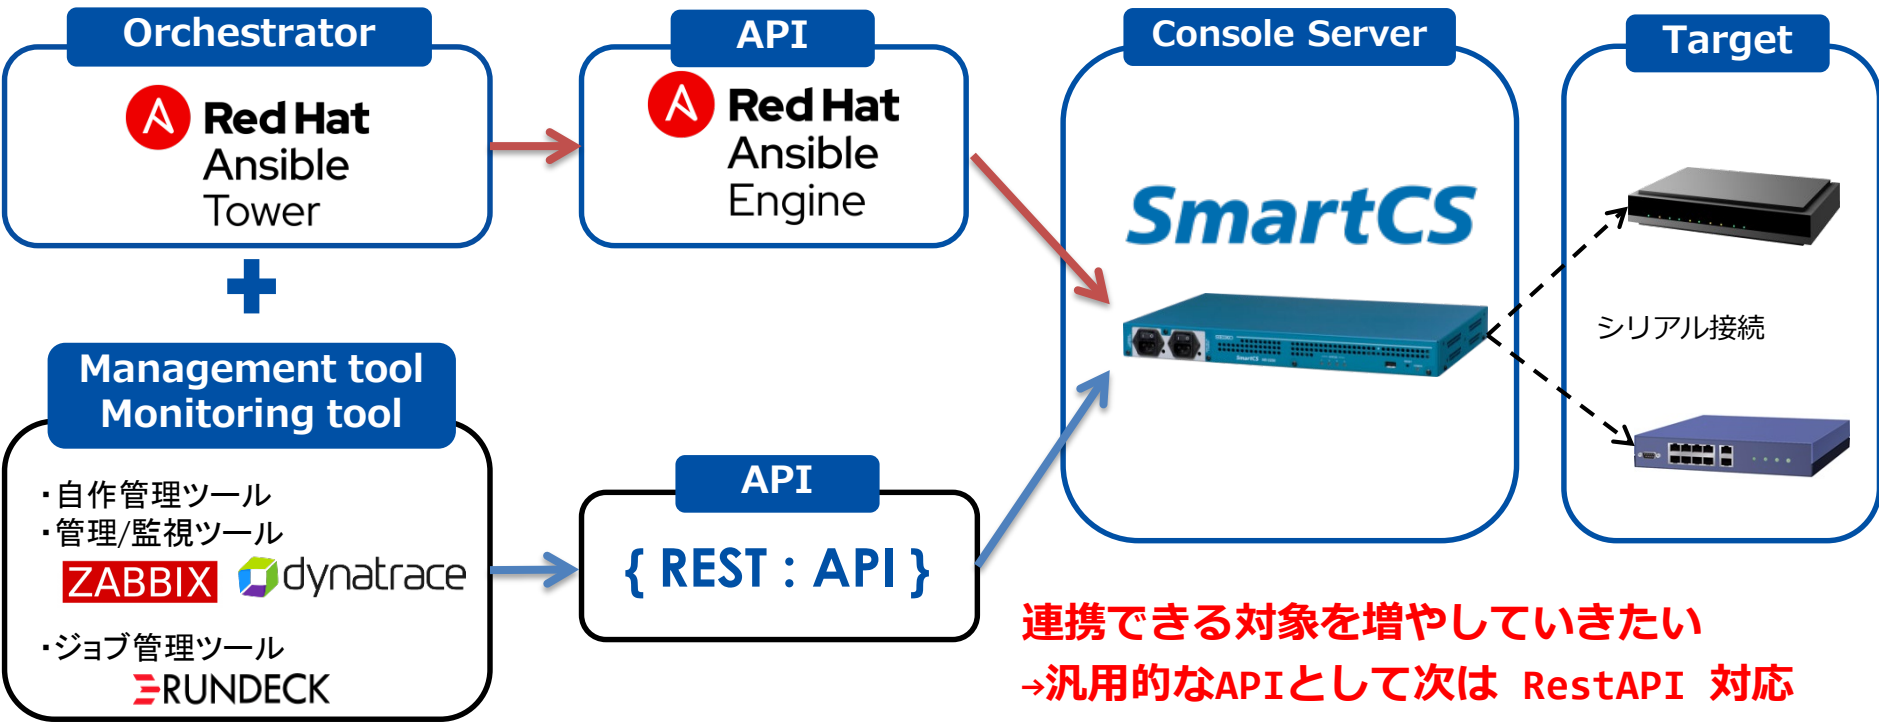 Orchestrator
Red Hat
Ansible
Tower
API
Red Hat
Ansible
Engine
Console Server
SmartCS
Target
シリアル接続
Management tool
Monitoring tool
・自作管理ツール
・管理/監視ツール
ZABBIX dynatrace
・ジョブ管理ツール
RUNDECK
API
{ REST : API }
連携できる対象を増やしていきたい
→汎用的なAPIとして次は RestAPI 対応